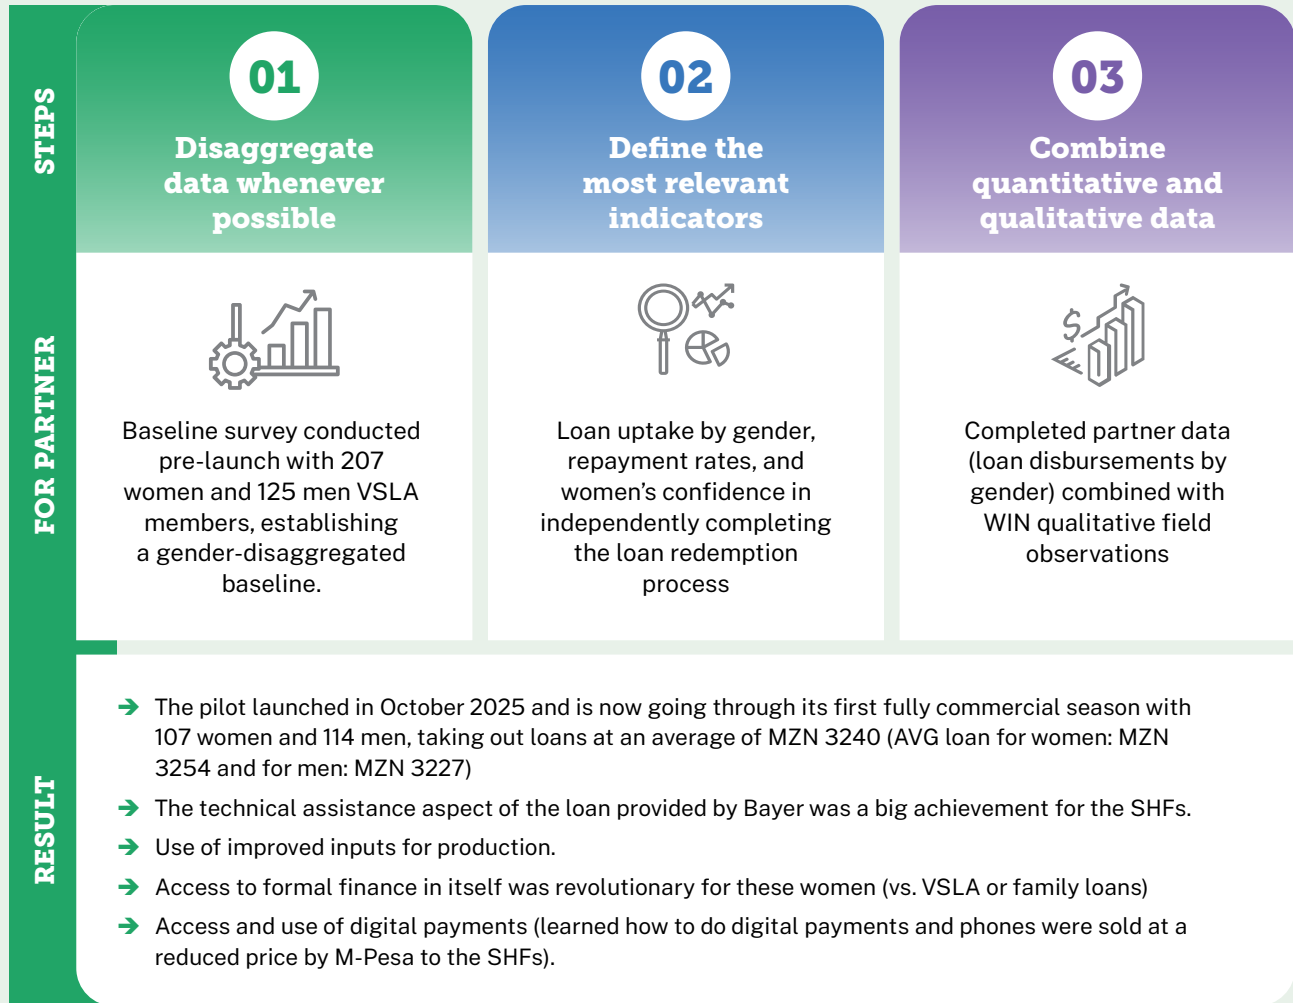 STEPS
01
Disaggregate
data whenever
possible
02
Define the
most relevant
indicators
03
Combine
quantitative and
qualitative data
FOR PARTNER
Baseline survey conducted
pre-launch with 207
women and 125 men VSLA
members, establishing
a gender-disaggregated
baseline.
Loan uptake by gender,
repayment rates, and
women’s confidence in
independently completing
the loan redemption
process
$
Completed partner data
(loan disbursements by
gender) combined with
WIN qualitative field
observations
RESULT
➔ The pilot launched in October 2025 and is now going through its first fully commercial season with
107 women and 114 men, taking out loans at an average of MZN 3240 (AVG loan for women: MZN
3254 and for men: MZN 3227)
➔ The technical assistance aspect of the loan provided by Bayer was a big achievement for the SHFs.
➔ Use of improved inputs for production.
➔ Access to formal finance in itself was revolutionary for these women (vs. VSLA or family loans)
➔ Access and use of digital payments (learned how to do digital payments and phones were sold at a
reduced price by M-Pesa to the SHFs).